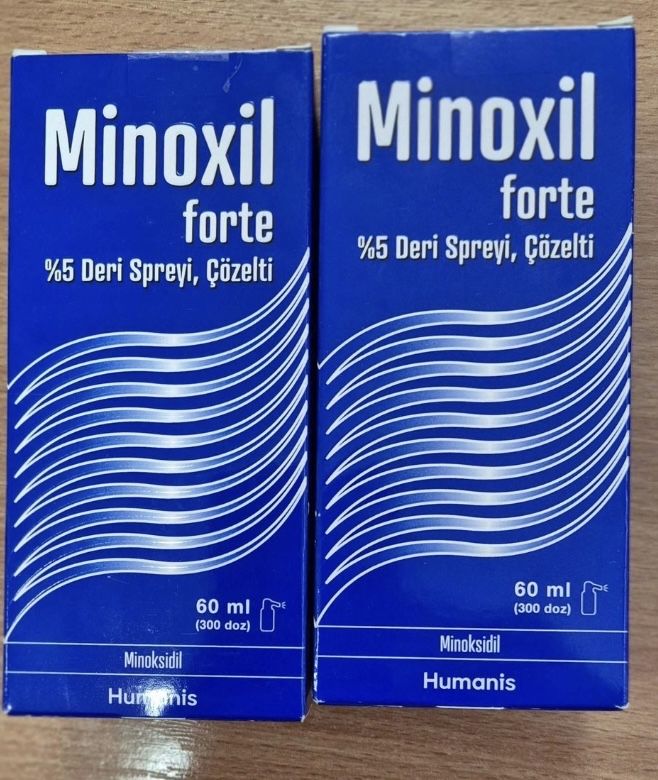 Minoxil
forte
%5 Deri Spreyi, Çözelti
60 ml
(300 doz)
Minoksidil
Humanis
Minoxil
forte
%5 Deri Spreyi, Çözelti
60 ml
(300 doz)
Minoksidil
Humanis